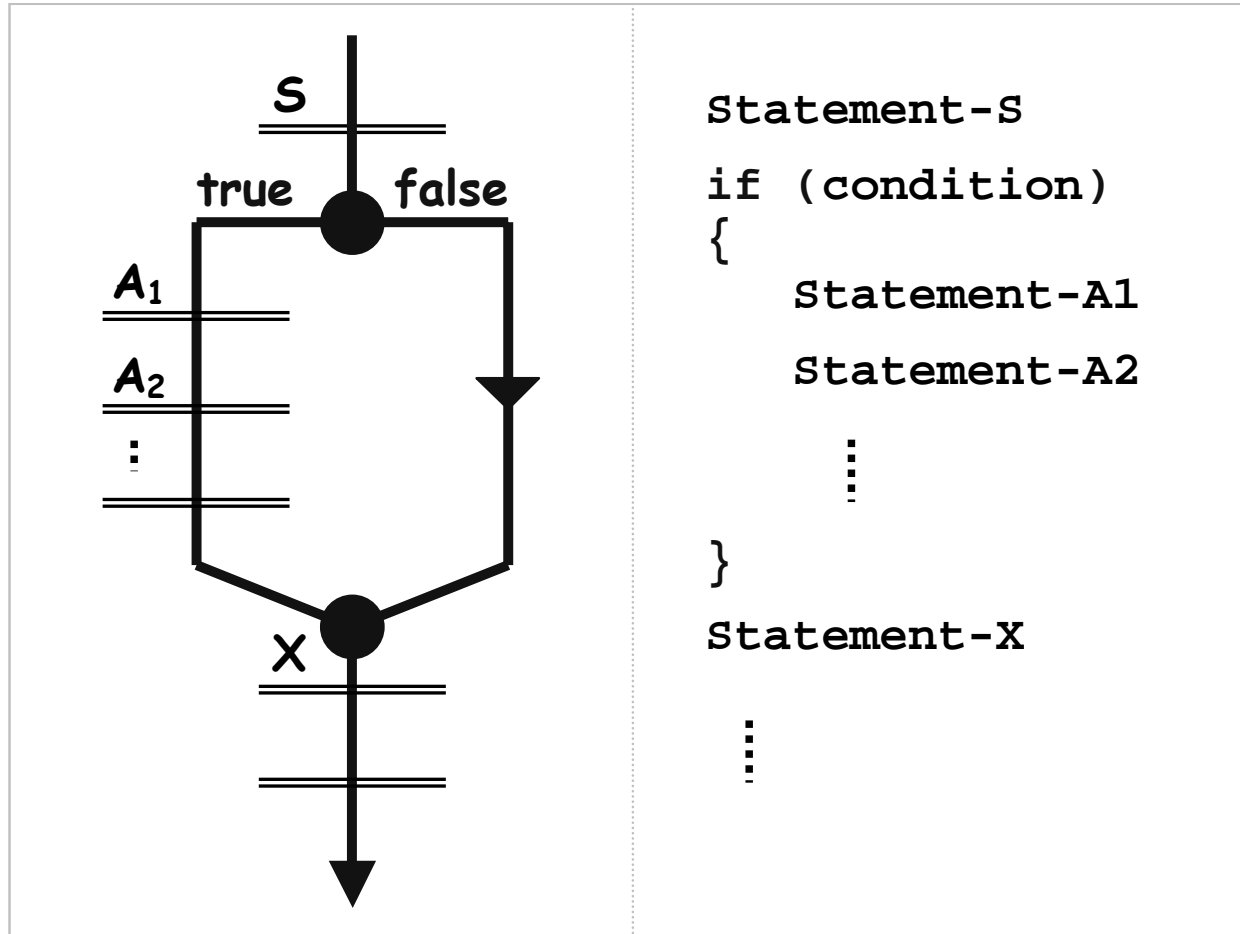 S
true false
A1
A2
X
Statement-S
if (condition)
{
Statement-A1
Statement-A2
}
Statement-X